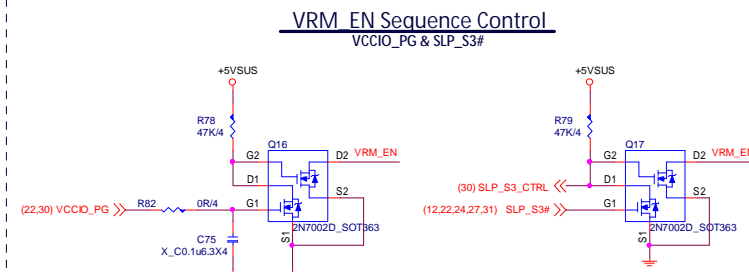 VRM_EN Sequence Control
VCCIO_PG & SLP_S3#
+5VSUS
+5VSUS
R78
47K/4
R79
47K/4
Q16
Q17
G2
D2
VRM_EN
G2
D2
VRM_EN
D1
(30) SLP_S3_CTRL
D1
S2
S2
(22,30) VCCIO_PG
R82
0R/4
G1
(12,22,24,27,31) SLP_S3#
G1
2N7002D_SOT363
2N7002D_SOT363
C75
X_C0.1u6.3X4
S1
S1